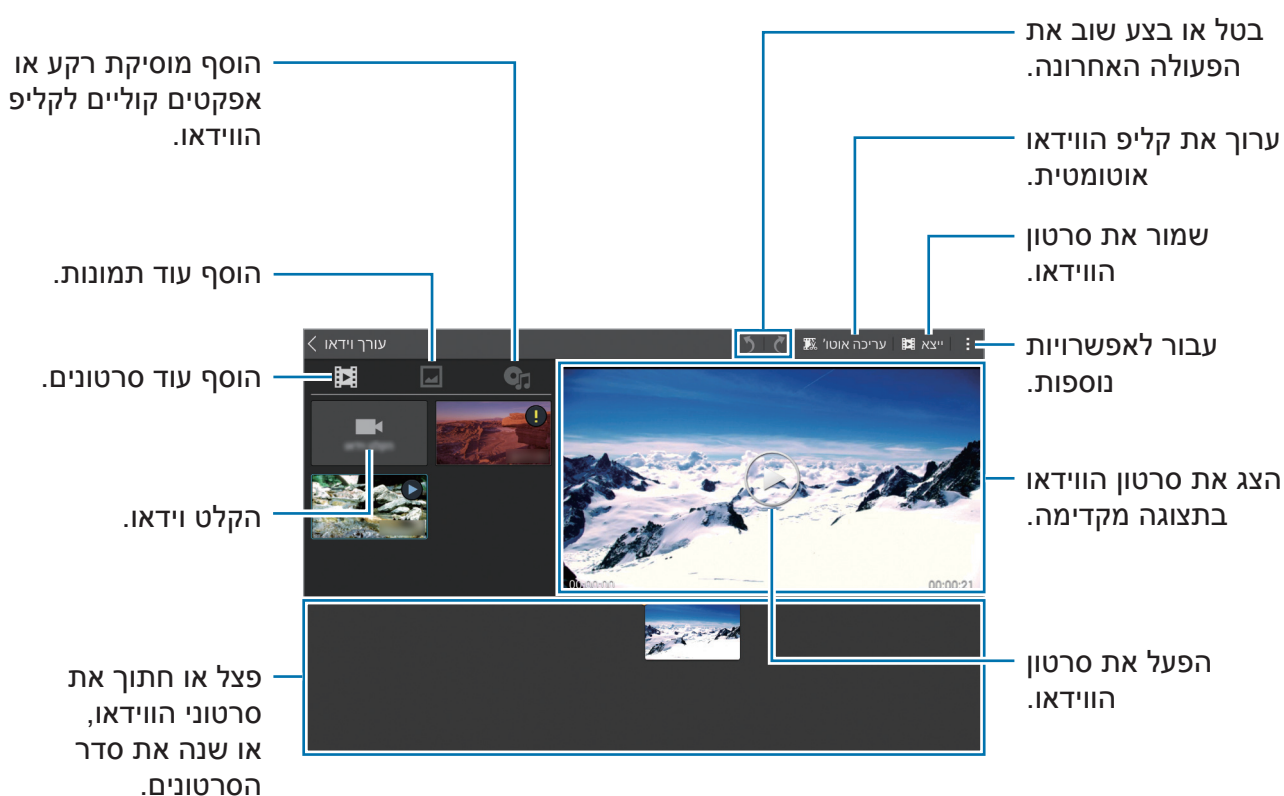 בטל או בצע שוב את
הפעולה האחרונה.
הוסף מוסיקת רקע או
אפקטים קוליים לקליפ
הווידאו.
ערוך את קליפ הווידאו
אוטומטית.
שמור את סרטון
הווידאו.
הוסף עוד תמונות.
עורך וידאו
עריכה אוטו'
ייצא
עבור לאפשרויות
נוספות.
הוסף עוד סרטונים.
הצג את סרטון הווידאו
בתצוגה מקדימה.
הקלט וידאו.
00:00:21
הפעל את סרטון
הווידאו.
פצל או חתוך את
סרטוני הווידאו,
או שנה את סדר
הסרטונים.